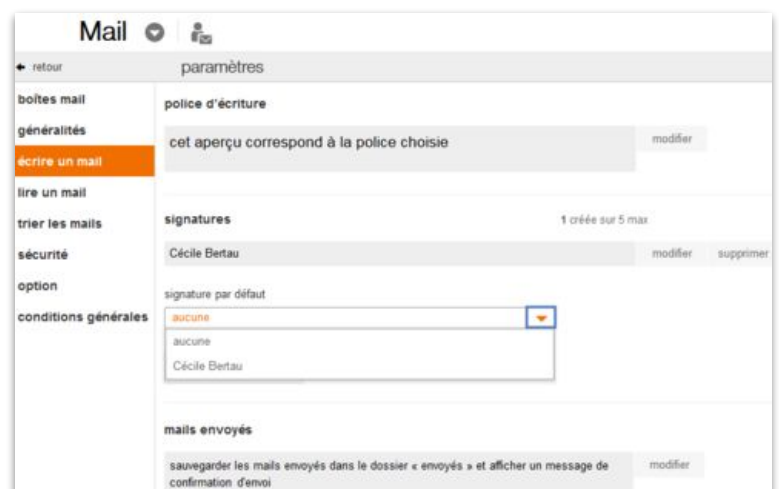 Mail
retour
paramètres
boîtes mail
généralités
écrire un mail
lire un mail
trier les mails
sécurité
option
conditions générales
police d'écriture
cet aperçu correspond à la police choisie
modifier
signatures
1 créée sur 5 max
Cécile Bertau
modifier
supprimer
signature par défaut
aucune
aucune
Cécile Bertau
mails envoyés
sauvegarder les mails envoyés dans le dossier « envoyés » et afficher un message de
confirmation d'envoi
modifier